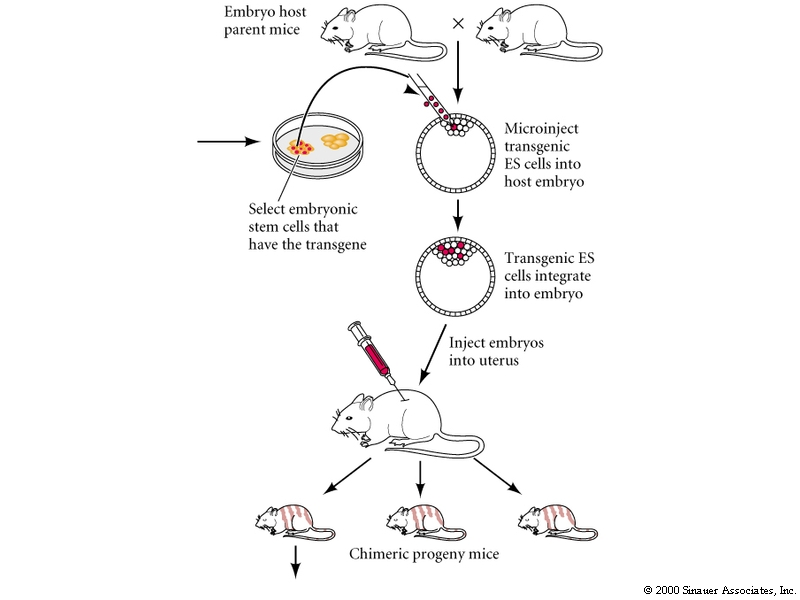 Embryo host
parent mice
×
Microinject
transgenic
ES cells into
host embryo
Select embryonic
stem cells that
have the transgene
Transgenic ES
cells integrate
into embryo
Inject embryos
into uterus
Chimeric progeny mice
© 2000 Sinauer Associates, Inc.